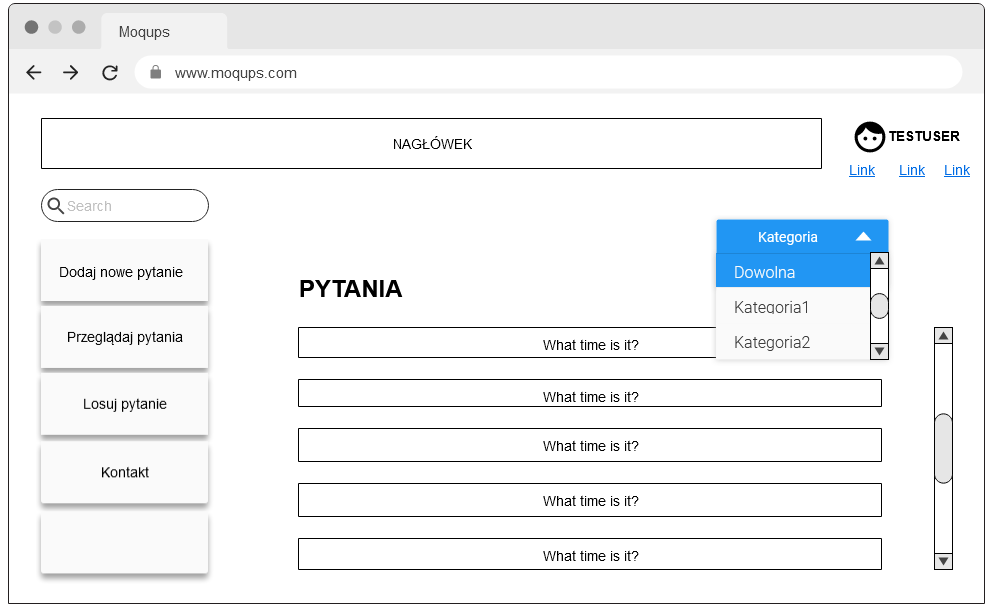 Moqups
www.moqups.com
NAGŁÓWEK
TESTUSER
Link Link Link
Search
Kategoria
Dowolna
Kategoria1
Kategoria2
Dodaj nowe pytanie
Przeglądaj pytania
Losuj pytanie
Kontakt
PYTANIA
What time is it?
What time is it?
What time is it?
What time is it?
What time is it?